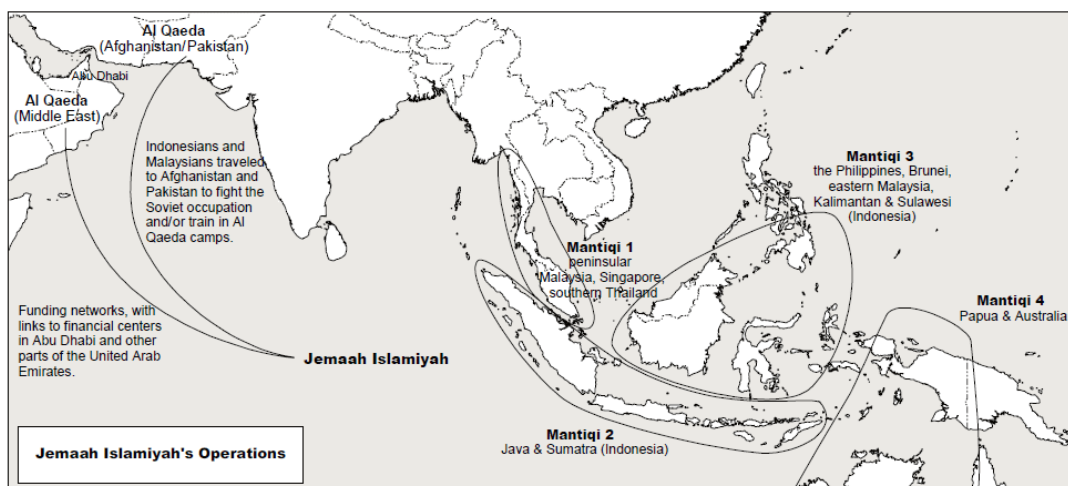 Al Qaeda
(Afghanistan/Pakistan)
Abu Dhabi
Al Qaeda
(Middle East)
Indonesians and
Malaysians traveled
to Afghanistan and
Pakistan to fight the
Soviet occupation
and/or train in Al
Qaeda camps.
Mantiqi 3
the Philippines, Brunei,
eastern Malaysia,
Kalimantan & Sulawesi
(Indonesia)
Mantiqi 1
peninsular
Malaysia, Singapore,
southern Thailand
Mantiqi 4
Papua & Australia
Funding networks, with
links to financial centers
in Abu Dhabi and other
parts of the United Arab
Emirates.
Jemaah Islamiyah
Mantiqi 2
Java & Sumatra (Indonesia)
Jemaah Islamiyah's Operations